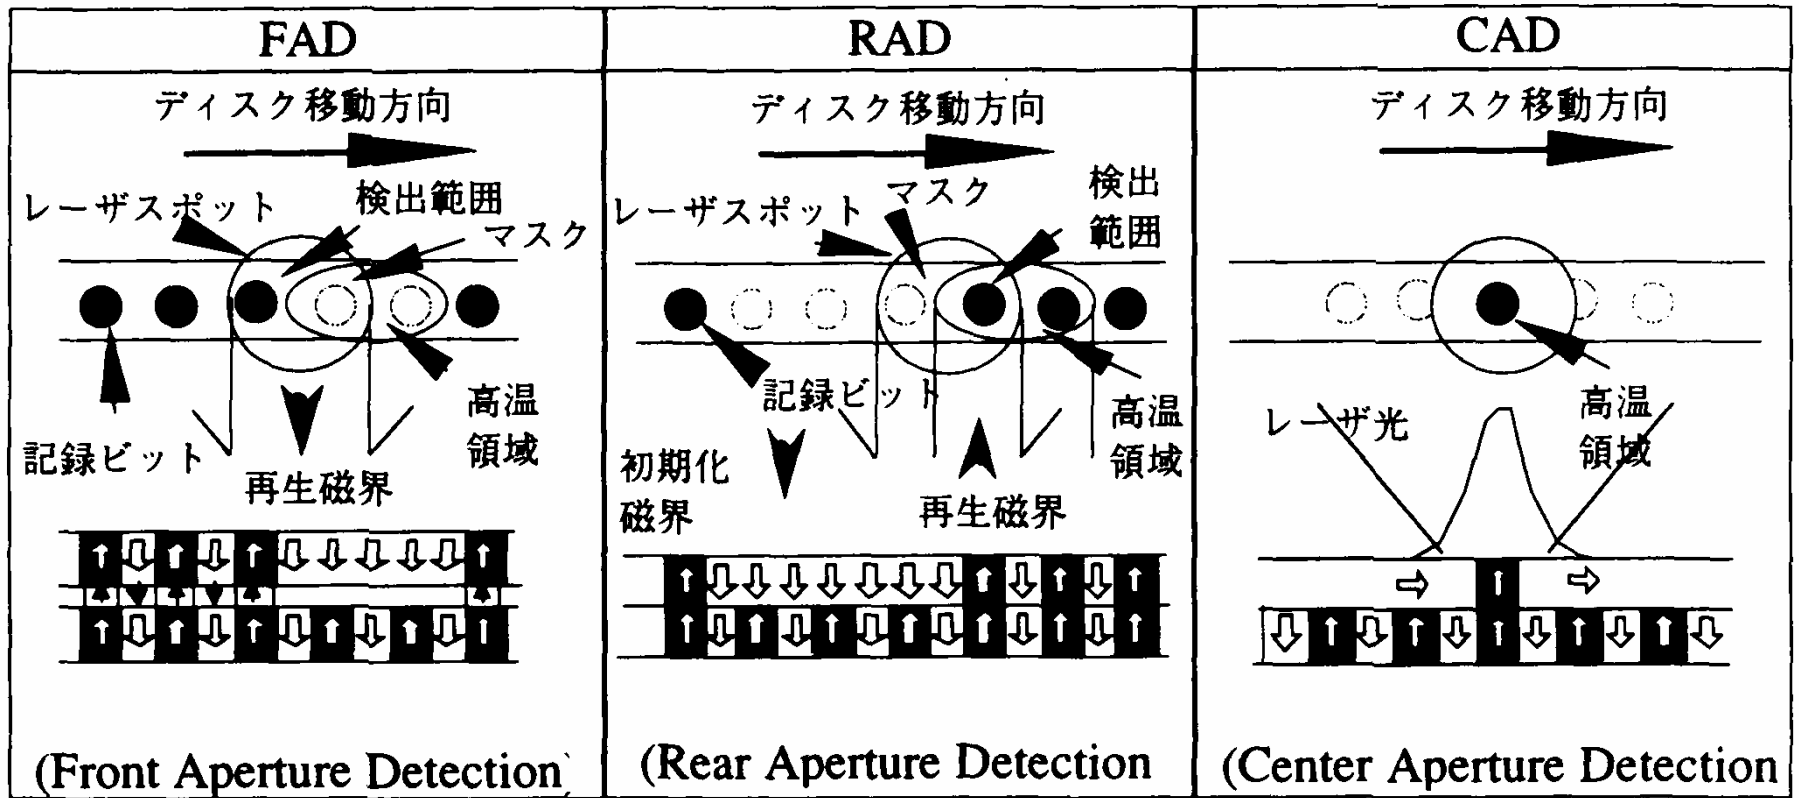 FAD
ディスク移動方向
レーザスポット
検出範囲
マスク
記録ビット
再生磁界
高温
領域
(Front Aperture Detection)
RAD
ディスク移動方向
レーザスポット
マスク
検出
範囲
記録ビット
初期化
磁界
再生磁界
高温
領域
(Rear Aperture Detection
CAD
ディスク移動方向
レーザ光
高温
領域
(Center Aperture Detection